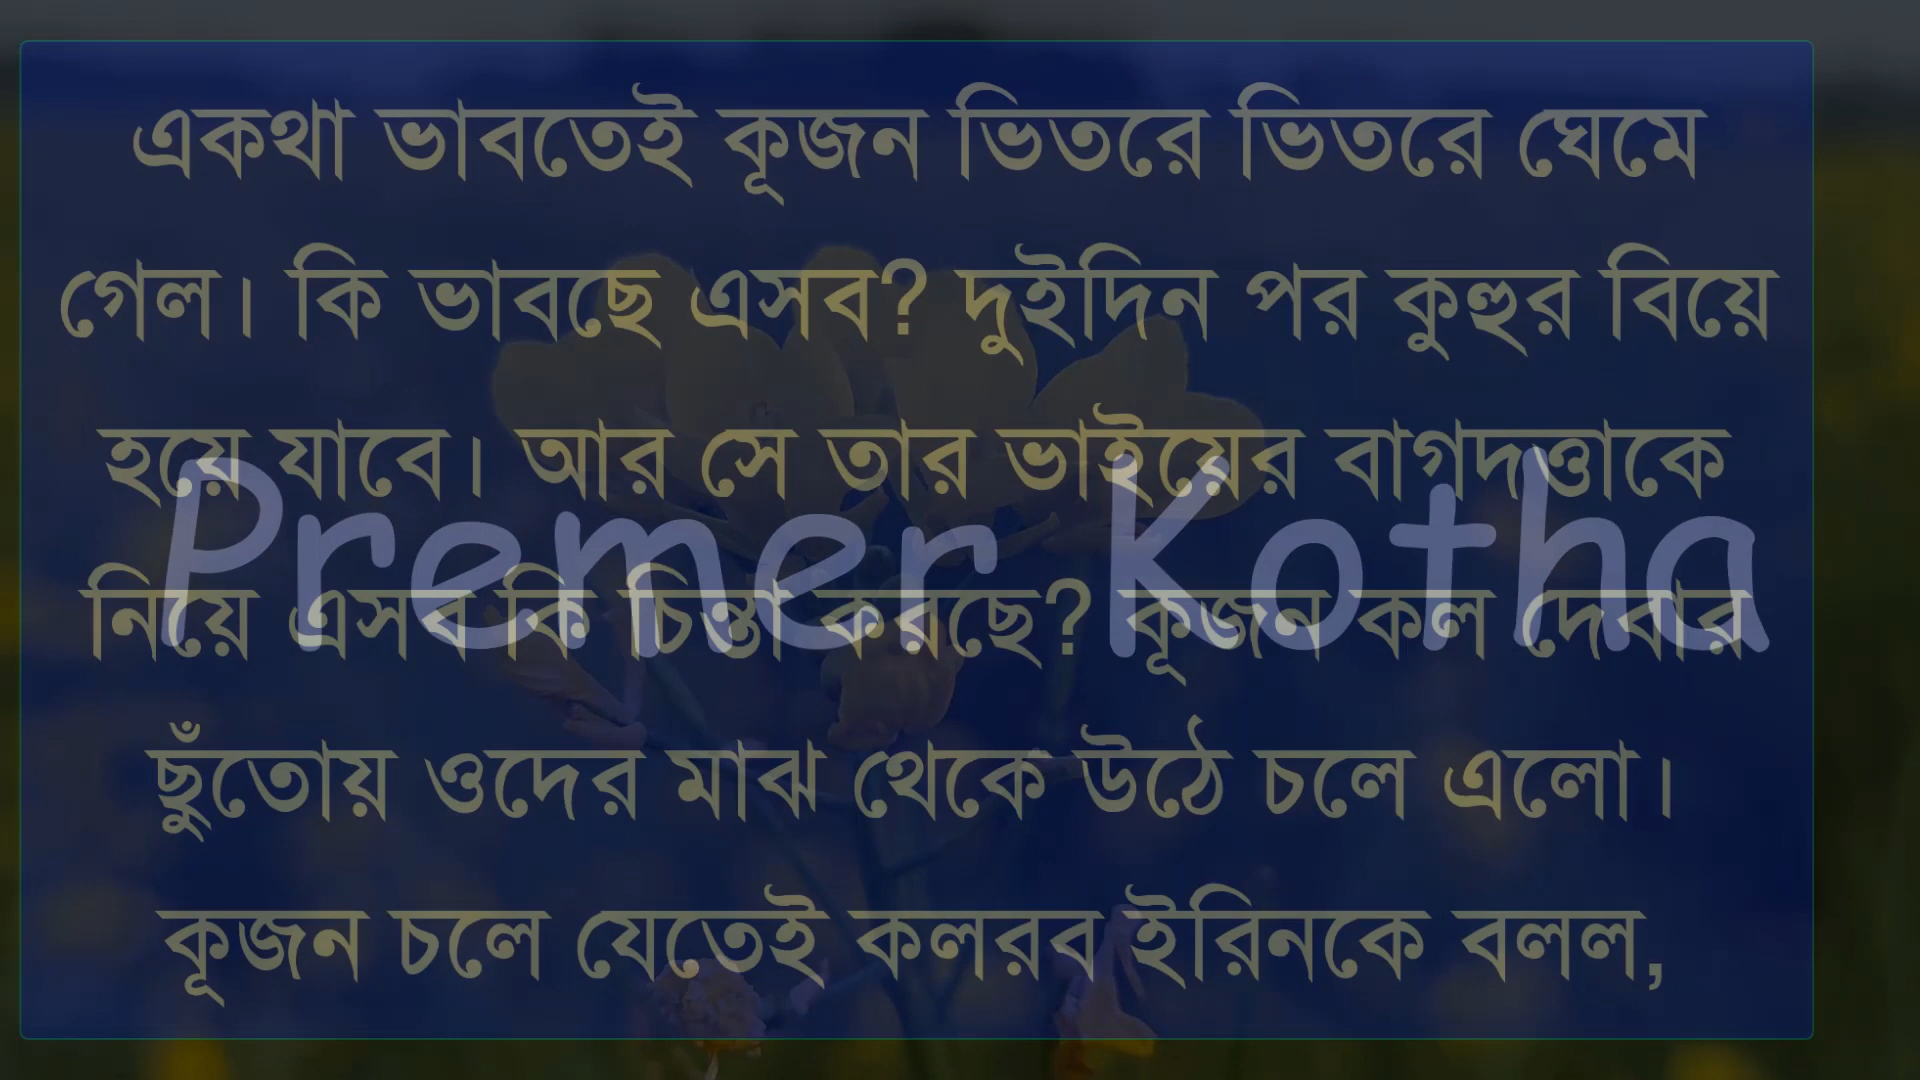 একথা ভাবতেই কূজন ভিতরে ভিতরে ঘেমে
গেল। কি ভাবছে এসব? দুইদিন পর কুহুর বিয়ে
হয়ে যাবে। আর সে তার ভাইয়ের বাগদত্তাকে
Premer Kotha
নিয়ে এসব কি চিন্তা করছে? কূজন কল দেবার
ছুঁতোয় ওদের মাঝ থেকে উঠে চলে এলো।
কূজন চলে যেতেই কলরব ইরিনকে বলল,